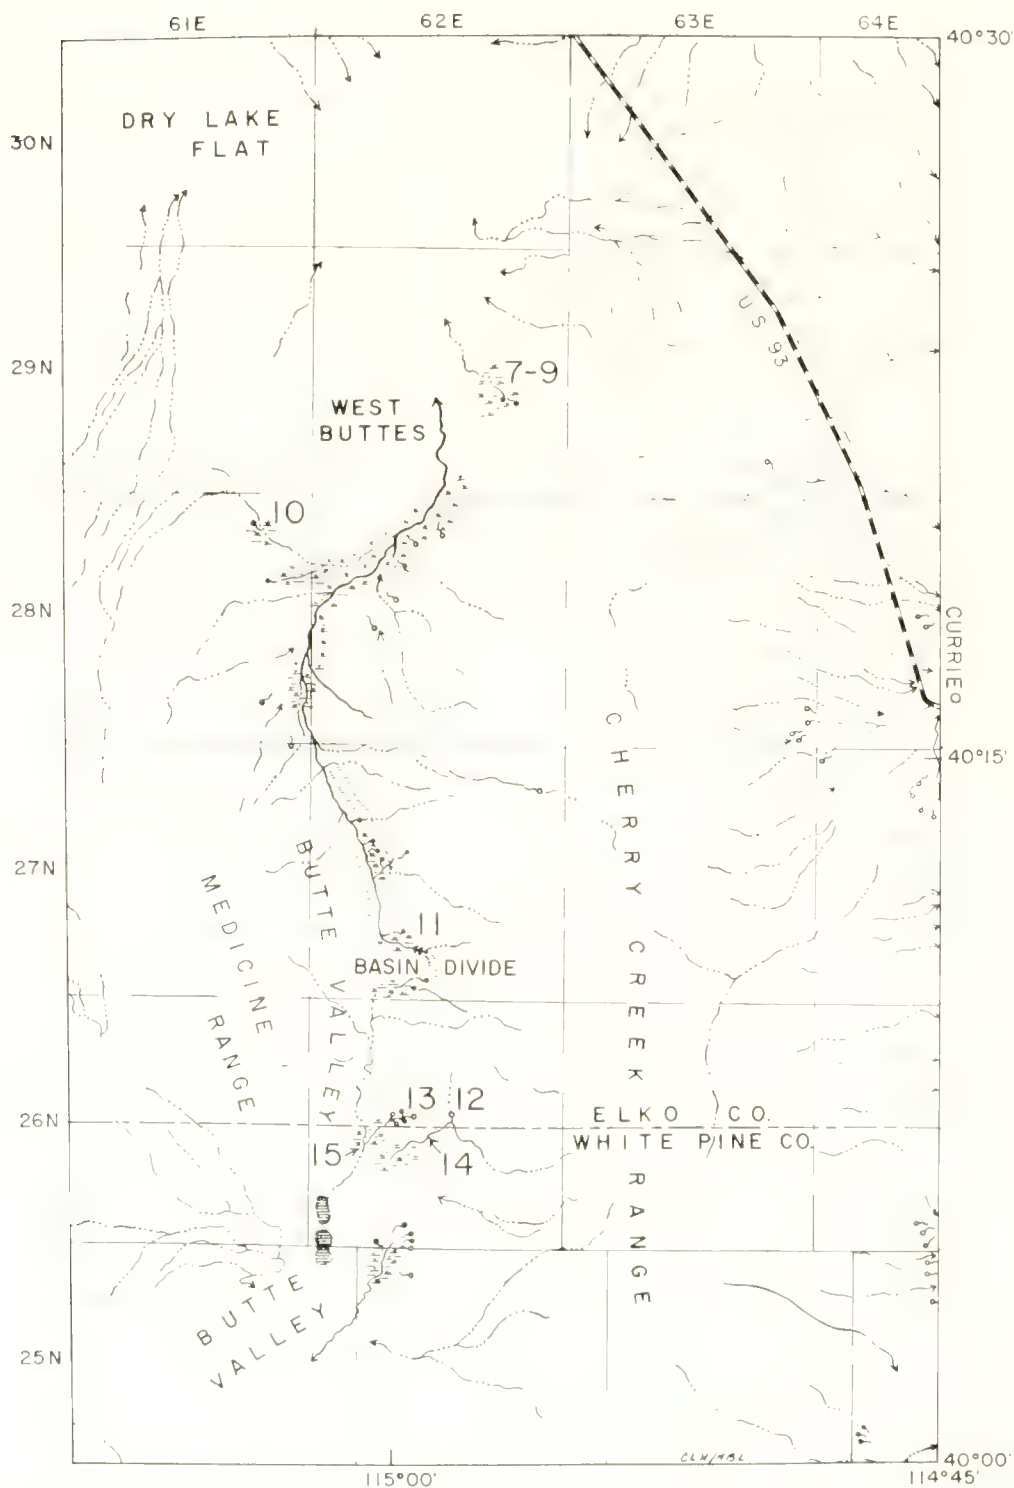 61E 62E 63E 64E
40°30'
DRY LAKE
FLAT
30N
US 93
29N
7-9
WEST
BUTTES
10
28N
CURRIE
40°15'
CHERRY CREEK RANGE
27N
BUTTE VALLEY
MEDICINE
RANGE
11
BASIN DIVIDE
13 12
26N
ELKO CO.
WHITE PINE CO.
15
14
BUTTE
VALLEY
25N
40°00'
115°00'
114°45'